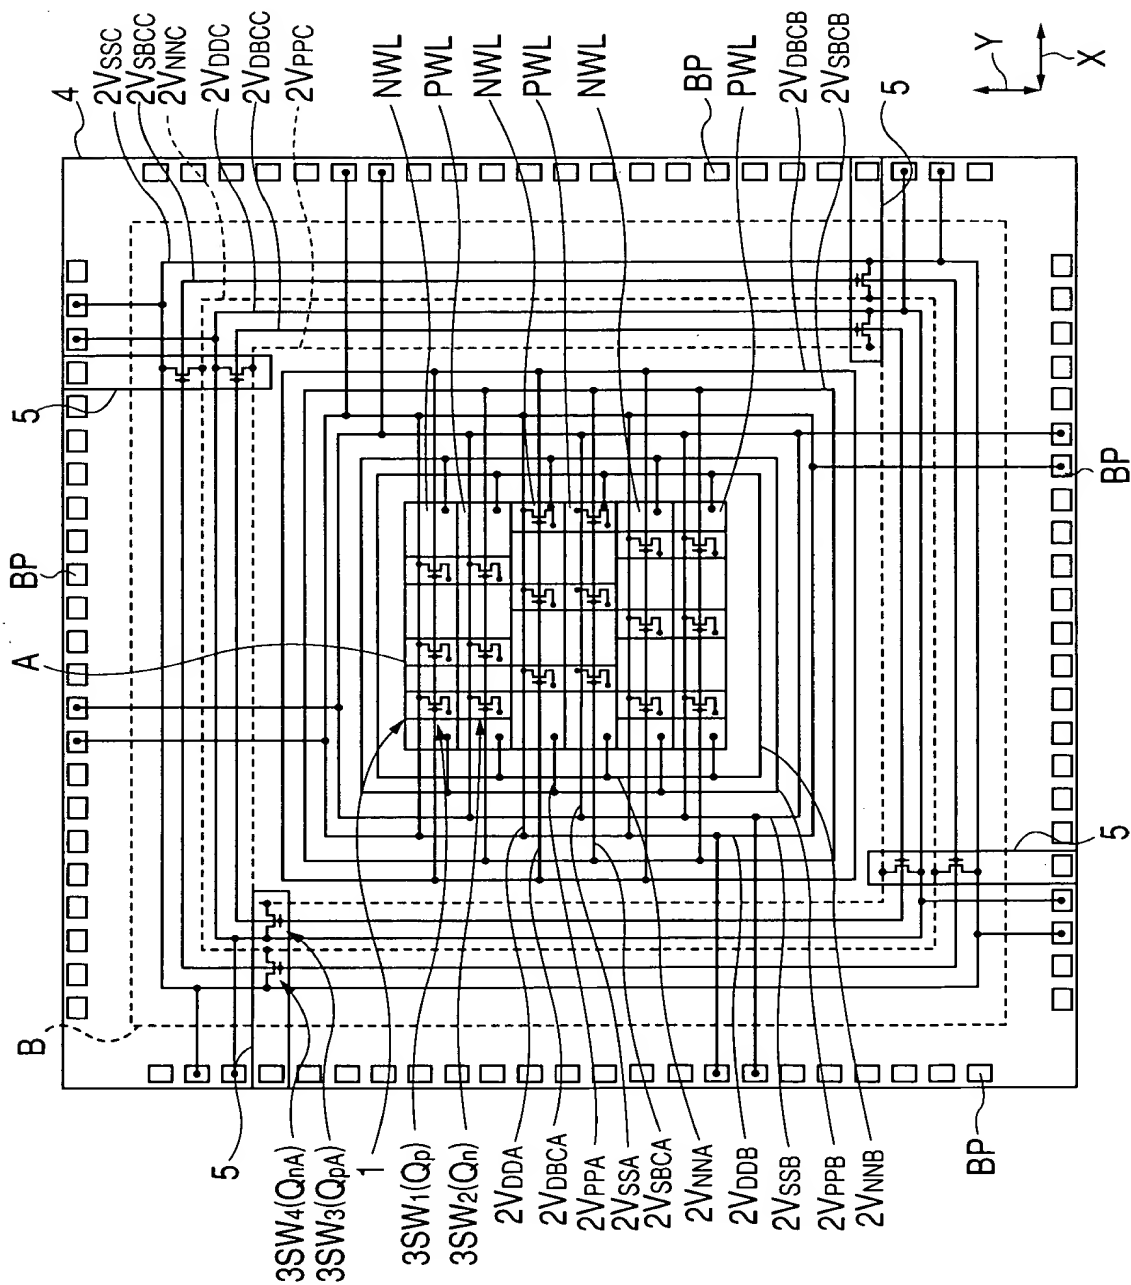 4
2VSSC
2VSBCC
2VNNC
2VDDC
2VDBCC
2VPPC
NWL
PWL
NWL
PWL
NWL
BP
PWL
2VDBCB
2VSBCB
5
Y
X
5
BP
A
B
BP
5
5
3SW4(QnA)
3SW3(QpA)
1
3SW1(Qp)
3SW2(Qn)
2VDDA
2VDBCA
2VPPA
2VSSA
2VSBCA
2VNNA
2VDDB
2VSSB
2VPPB
2VNNB
BP